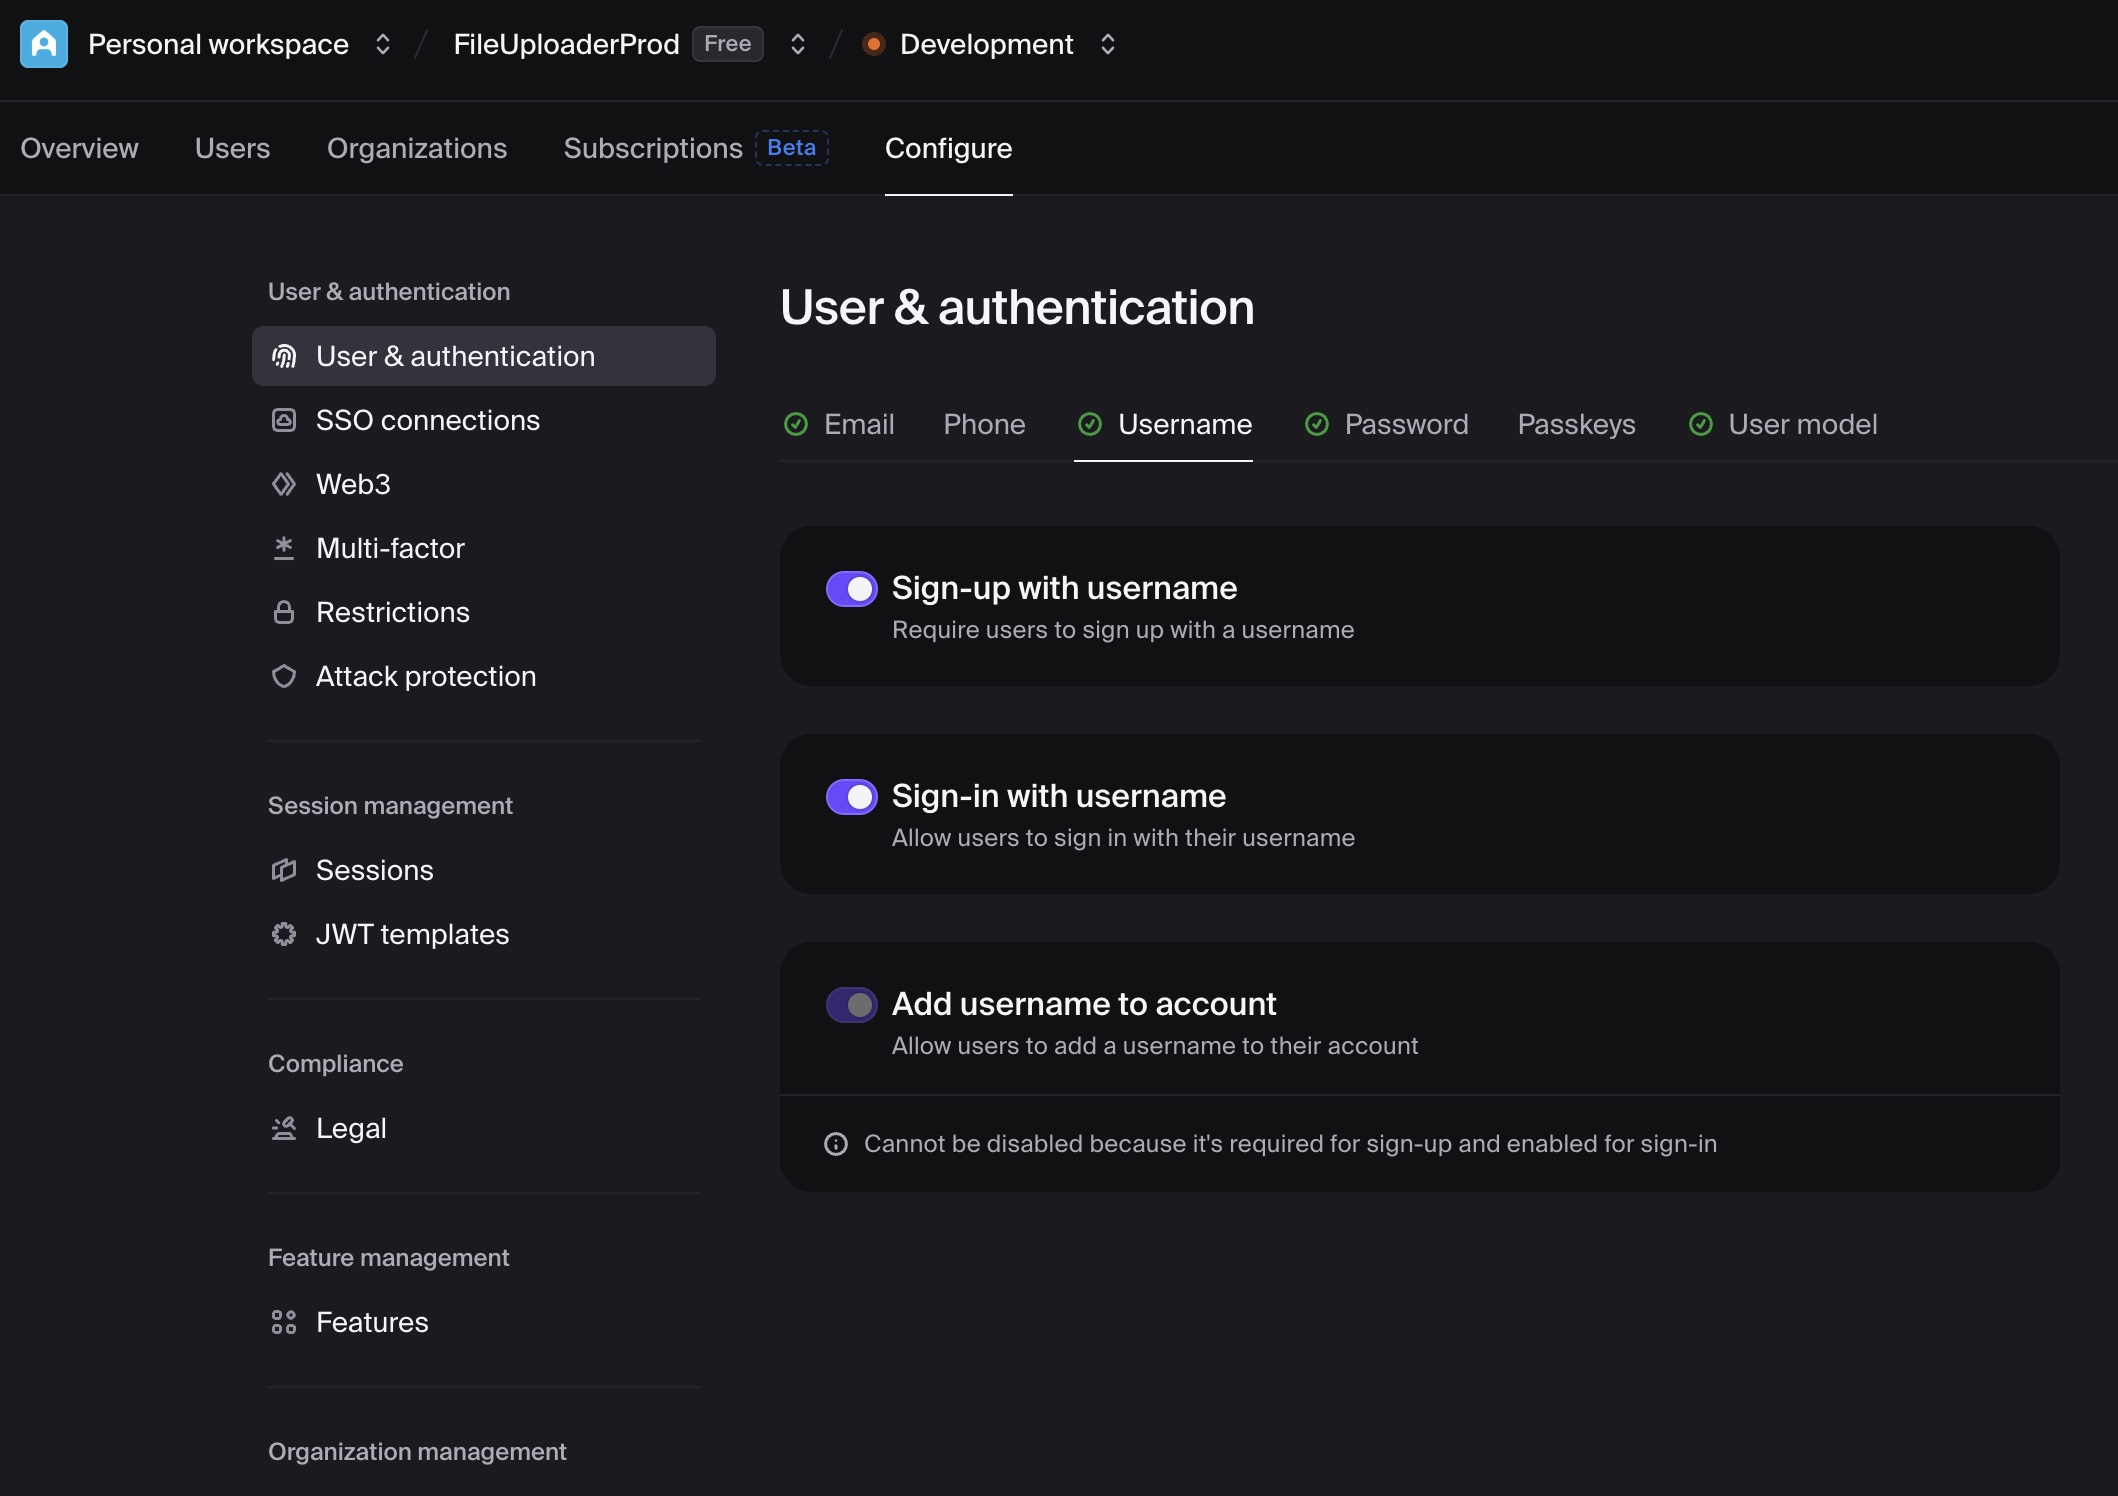 Personal workspace / FileUploaderProd Free / Development
Overview Users Organizations Subscriptions Beta Configure
User & authentication
User & authentication
SSO connections
Web3
Multi-factor
Restrictions
Attack protection
Session management
Sessions
JWT templates
Compliance
Legal
Feature management
Features
Organization management
User & authentication
Email Phone Username Password Passkeys User model
Sign-up with username
Require users to sign up with a username
Sign-in with username
Allow users to sign in with their username
Add username to account
Allow users to add a username to their account
Cannot be disabled because it's required for sign-up and enabled for sign-in